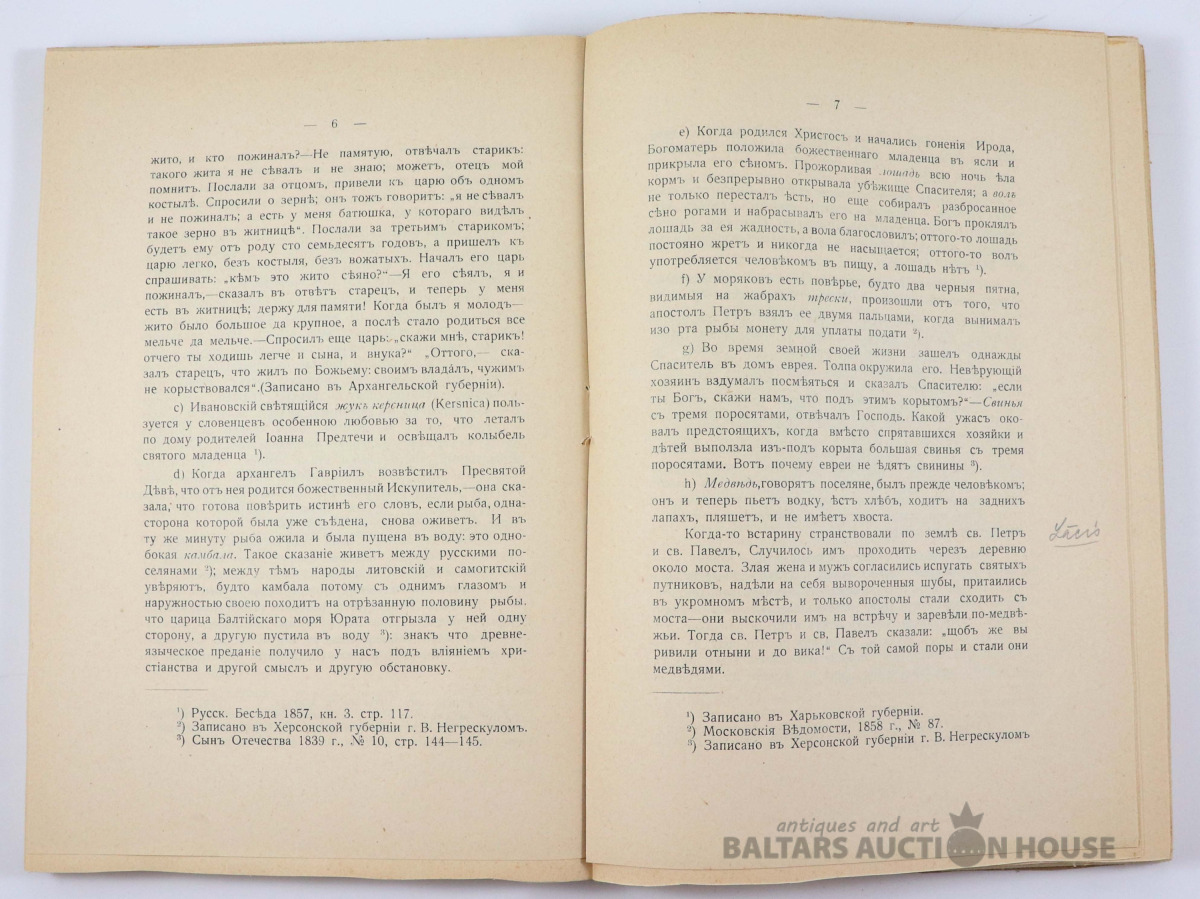 — 6 —
жито, и кто пожиналъ?—Не памятую, отвѣчалъ старикъ:
такого жита я не сѣвалъ и не знаю; можетъ, отецъ мой
помнитъ. Послали за отцомъ, привели къ царю объ одномъ
костылѣ. Спросили о зернѣ; онъ тожъ говоритъ: „я не сѣвалъ
и не пожиналъ; а есть у меня батюшка, у котораго видѣлъ
такое зерно въ житницѣ“. Послали за третьимъ старикомъ;
будетъ ему отъ роду сто семьдесятъ годовъ, а пришелъ къ
царю легко, безъ костыля, безъ вожатыхъ. Началъ его царь
спрашивать: „кѣмъ это жито сѣяно?“—Я его сѣялъ, я и
пожиналъ,—сказалъ въ отвѣтъ старецъ, и теперь у меня
есть въ житницѣ; держу для памяти! Когда былъ я молодъ—
жито было большое да крупное, а послѣ стало родиться все
мельче да мельче.—Спросилъ еще царь: „скажи мнѣ, старикъ!
отчего ты ходишь легче и сына, и внука?“ „Оттого,— ска-
залъ старецъ, что жилъ по Божьему: своимъ владалъ, чужимъ
не корыствовался“.(Записано въ Архангельской губерніи).
c) Ивановскій свѣтящійся жукъ кересница (Kersnica) поль-
зуется у словенцевъ особенною любовью за то, что леталъ
по дому родителей Іоанна Предтечи и освѣщалъ колыбель
святого младенца ¹).
d) Когда архангелъ Гавріилъ возвѣстилъ Пресвятой
Дѣвѣ, что отъ нея родится божественный Искупитель,—она ска-
зала, что готова повѣрить истинѣ его словъ, если рыба, одна-
сторона которой была уже съѣдена, снова оживетъ. И въ
ту же минуту рыба ожила и была пущена въ воду: это одно-
бокая камбала. Такое сказаніе живетъ между русскими по-
селянами ²); между тѣмъ народы литовскій и самогитскій
увѣряютъ, будто камбала потому съ однимъ глазомъ и
наружностью своею походитъ на отрѣзанную половину рыбы.
что царица Балтійскаго моря Юрата отгрызла у ней одну
сторону, а другую пустила въ воду ³): знакъ что древне-
языческое преданіе получило у насъ подъ вліяніемъ хри-
стіанства и другой смыслъ и другую обстановку.
¹) Русск. Бесѣда 1857, кн. 3. стр. 117.
²) Записано въ Херсонской губерніи г. В. Негрескуломъ.
³) Сынъ Отечества 1839 г., № 10, стр. 144—145.
— 7 —
e) Когда родился Христосъ и начались гоненія Ирода,
Богоматерь положила божественнаго младенца въ ясли и
прикрыла его сѣномъ. Прожорливая лошадь всю ночь ѣла
кормъ и безпрерывно открывала убѣжище Спасителя; а волъ
не только пересталъ ѣсть, но еще собиралъ разбросанное
сѣно рогами и набрасывалъ его на младенца. Богъ проклялъ
лошадь за ея жадность, а вола благословилъ; оттого-то лошадь
постояно жретъ и никогда не насыщается; оттого-то волъ
употребляется человѣкомъ въ пищу, а лошадь нѣтъ ¹).
f) У моряковъ есть повѣрье, будто два черныя пятна,
видимыя на жабрахъ трески, произошли отъ того, что
апостолъ Петръ взялъ ее двумя пальцами, когда вынималъ
изо рта рыбы монету для уплаты подати ²).
g) Во время земной своей жизни зашелъ однажды
Спаситель въ домъ еврея. Толпа окружила его. Невѣрующій
хозяинъ вздумалъ посмѣяться и сказалъ Спасителю: „если
ты Богъ, скажи намъ, что подъ этимъ корытомъ?“—Свинья
съ тремя поросятами, отвѣчалъ Господь. Какой ужасъ око-
валъ предстоящихъ, когда вмѣсто спрятавшихся хозяйки и
дѣтей выползла изъ-подъ корыта большая свинья съ тремя
поросятами. Вотъ почему евреи не ѣдятъ свинины ³).
h) Медвѣдь, говорятъ поселяне, былъ прежде человѣкомъ;
онъ и теперь пьетъ водку, ѣстъ хлѣбъ, ходитъ на заднихъ
лапахъ, пляшетъ, и не имѣетъ хвоста.
Когда-то встарину странствовали по землѣ св. Петръ
и св. Павелъ, Случилось имъ проходить черезъ деревню
около моста. Злая жена и мужъ согласились испугать святыхъ
путниковъ, надѣли на себя вывороченныя шубы, притаились
въ укромномъ мѣстѣ, и только апостолы стали сходить съ
моста—они выскочили имъ на встрѣчу и заревѣли по-медвѣ-
жьи. Тогда св. Петръ и св. Павелъ сказали: „щобъ же вы
ривили отныни и до вика!“ Съ той самой поры и стали они
медвѣдями.
Lācis
¹) Записано въ Харьковской губерніи.
²) Московскія Вѣдомости, 1858 г., № 87.
³) Записано въ Херсонской губерніи г. В. Негрескуломъ
antiques and art
BALTARS AUCTION HOUSE